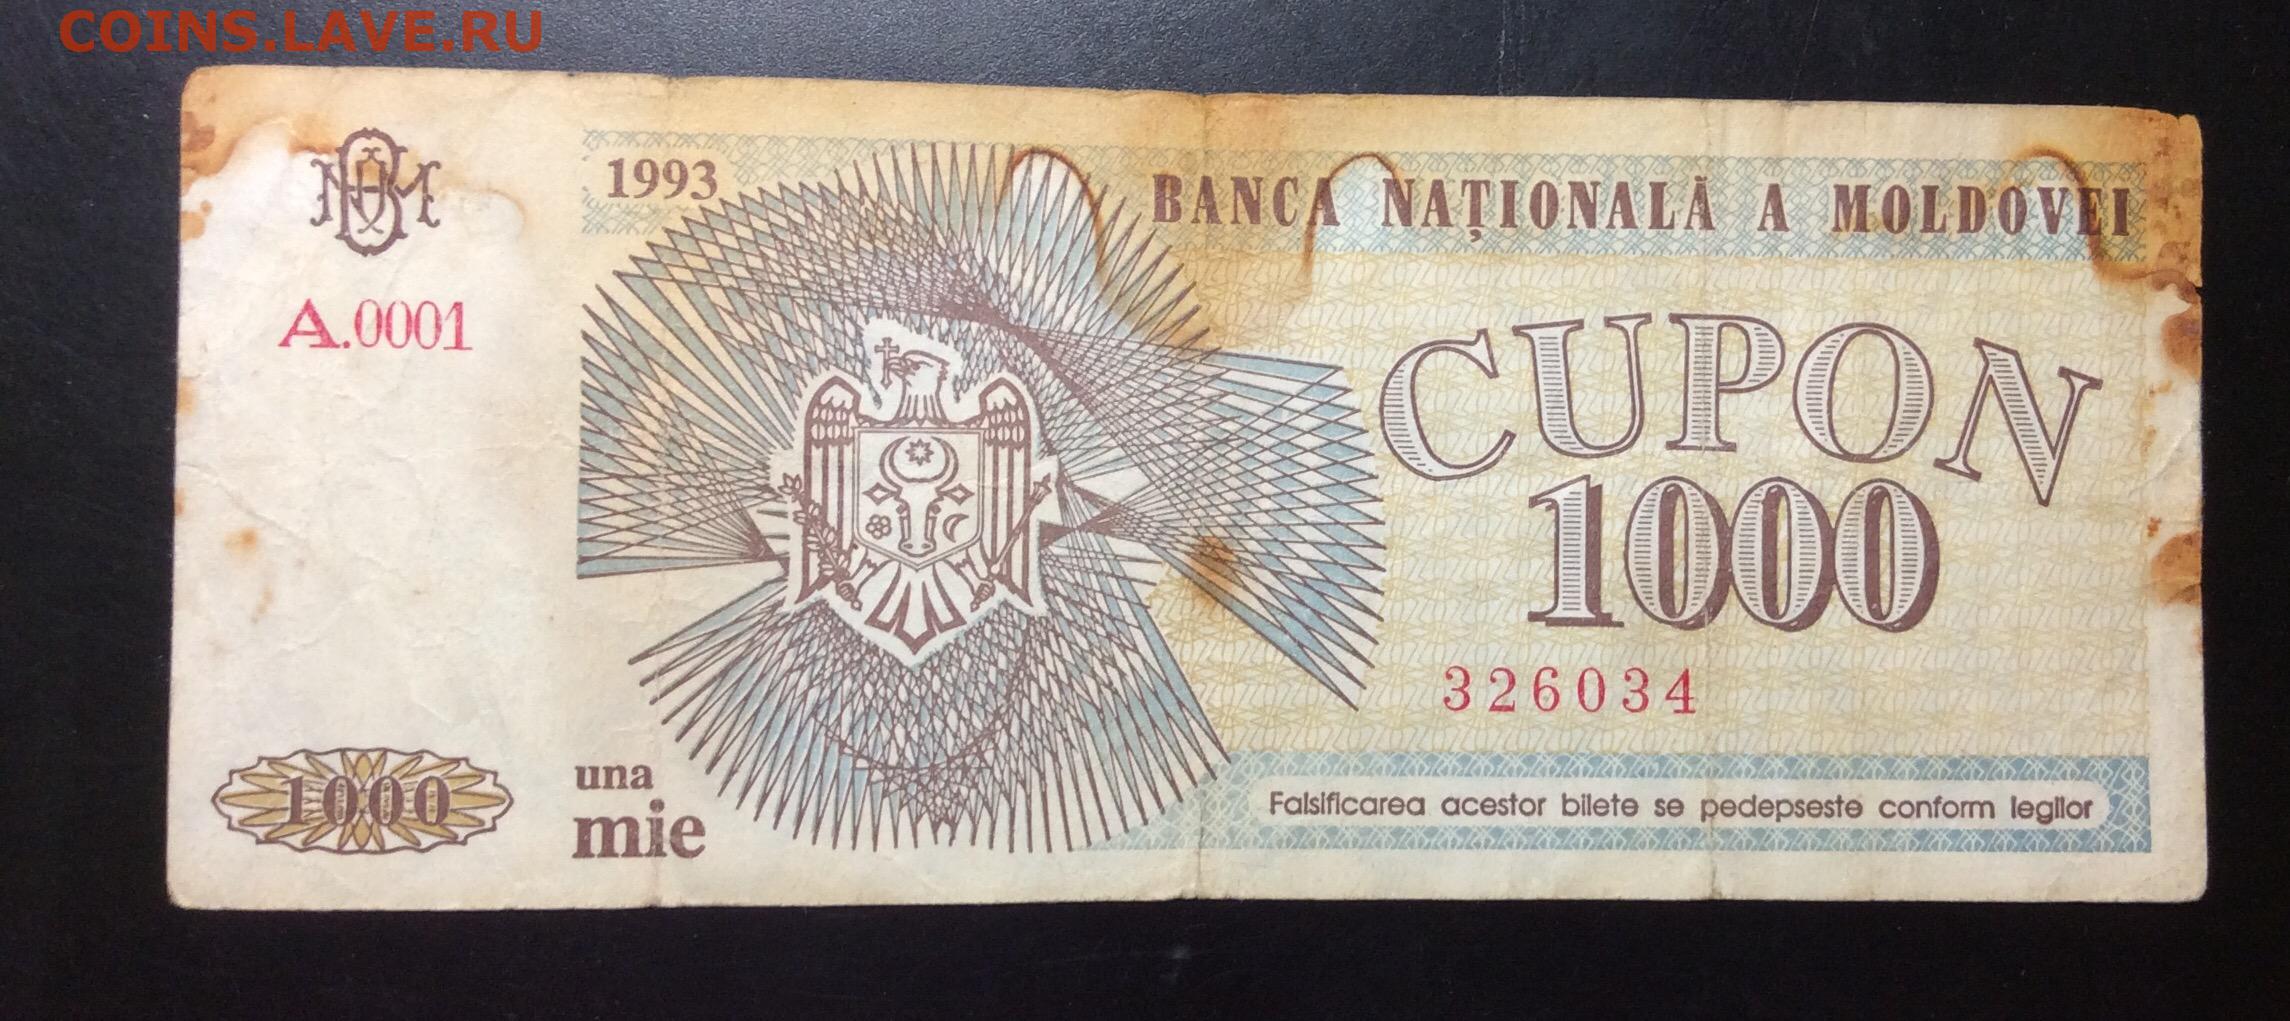 COINS.LAVE.RU
1993
BANCA NAȚIONALĂ A MOLDOVEI
A.0001
CUPON
1000
326034
1000
una
mie
Falsificarea acestor bilete se pedepseste conform legilor